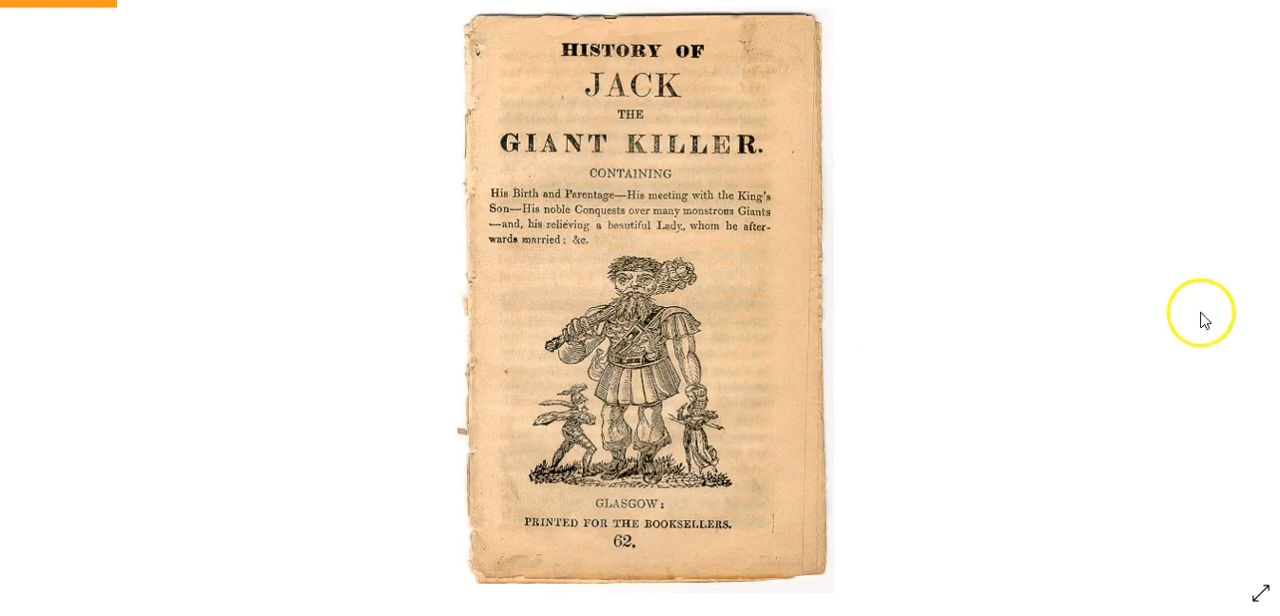 HISTORY OF
JACK
THE
GIANT KILLER.
CONTAINING
His Birth and Parentage—His meeting with the King's
Son—His noble Conquests over many monstrous Giants
—and, his relieving a beautiful Lady, whom he after-
wards married; &c.
GLASGOW;
PRINTED FOR THE BOOKSELLERS.
62.